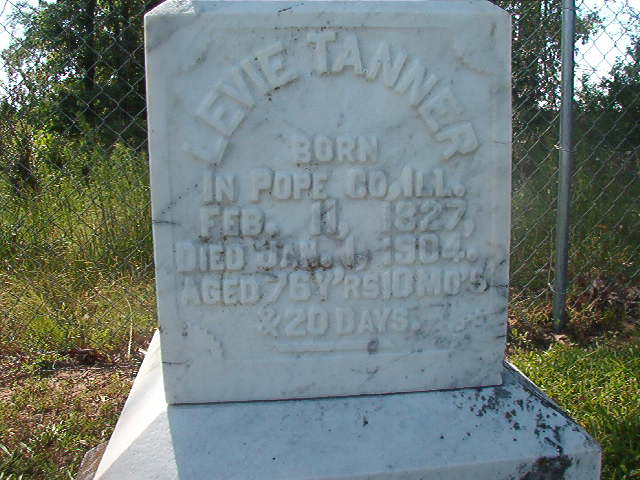 LEVIE TANNER
BORN
IN POPE CO. ILL.
FEB. 11, 1827,
DIED JAN. 1, 1904.
AGED 76 Y'RS 10 MO'S
& 20 DAYS.